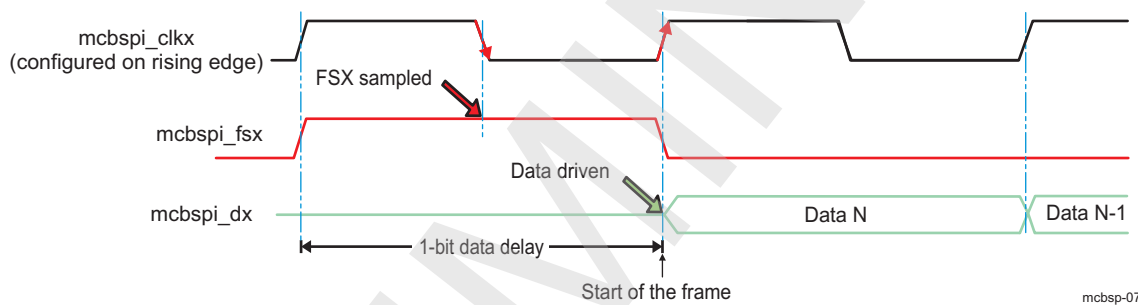 mcbspi_clkx
(configured on rising edge)
FSX sampled
mcbspi_fsx
Data driven
mcbspi_dx
Data N
Data N-1
1-bit data delay
Start of the frame
mcbsp-07